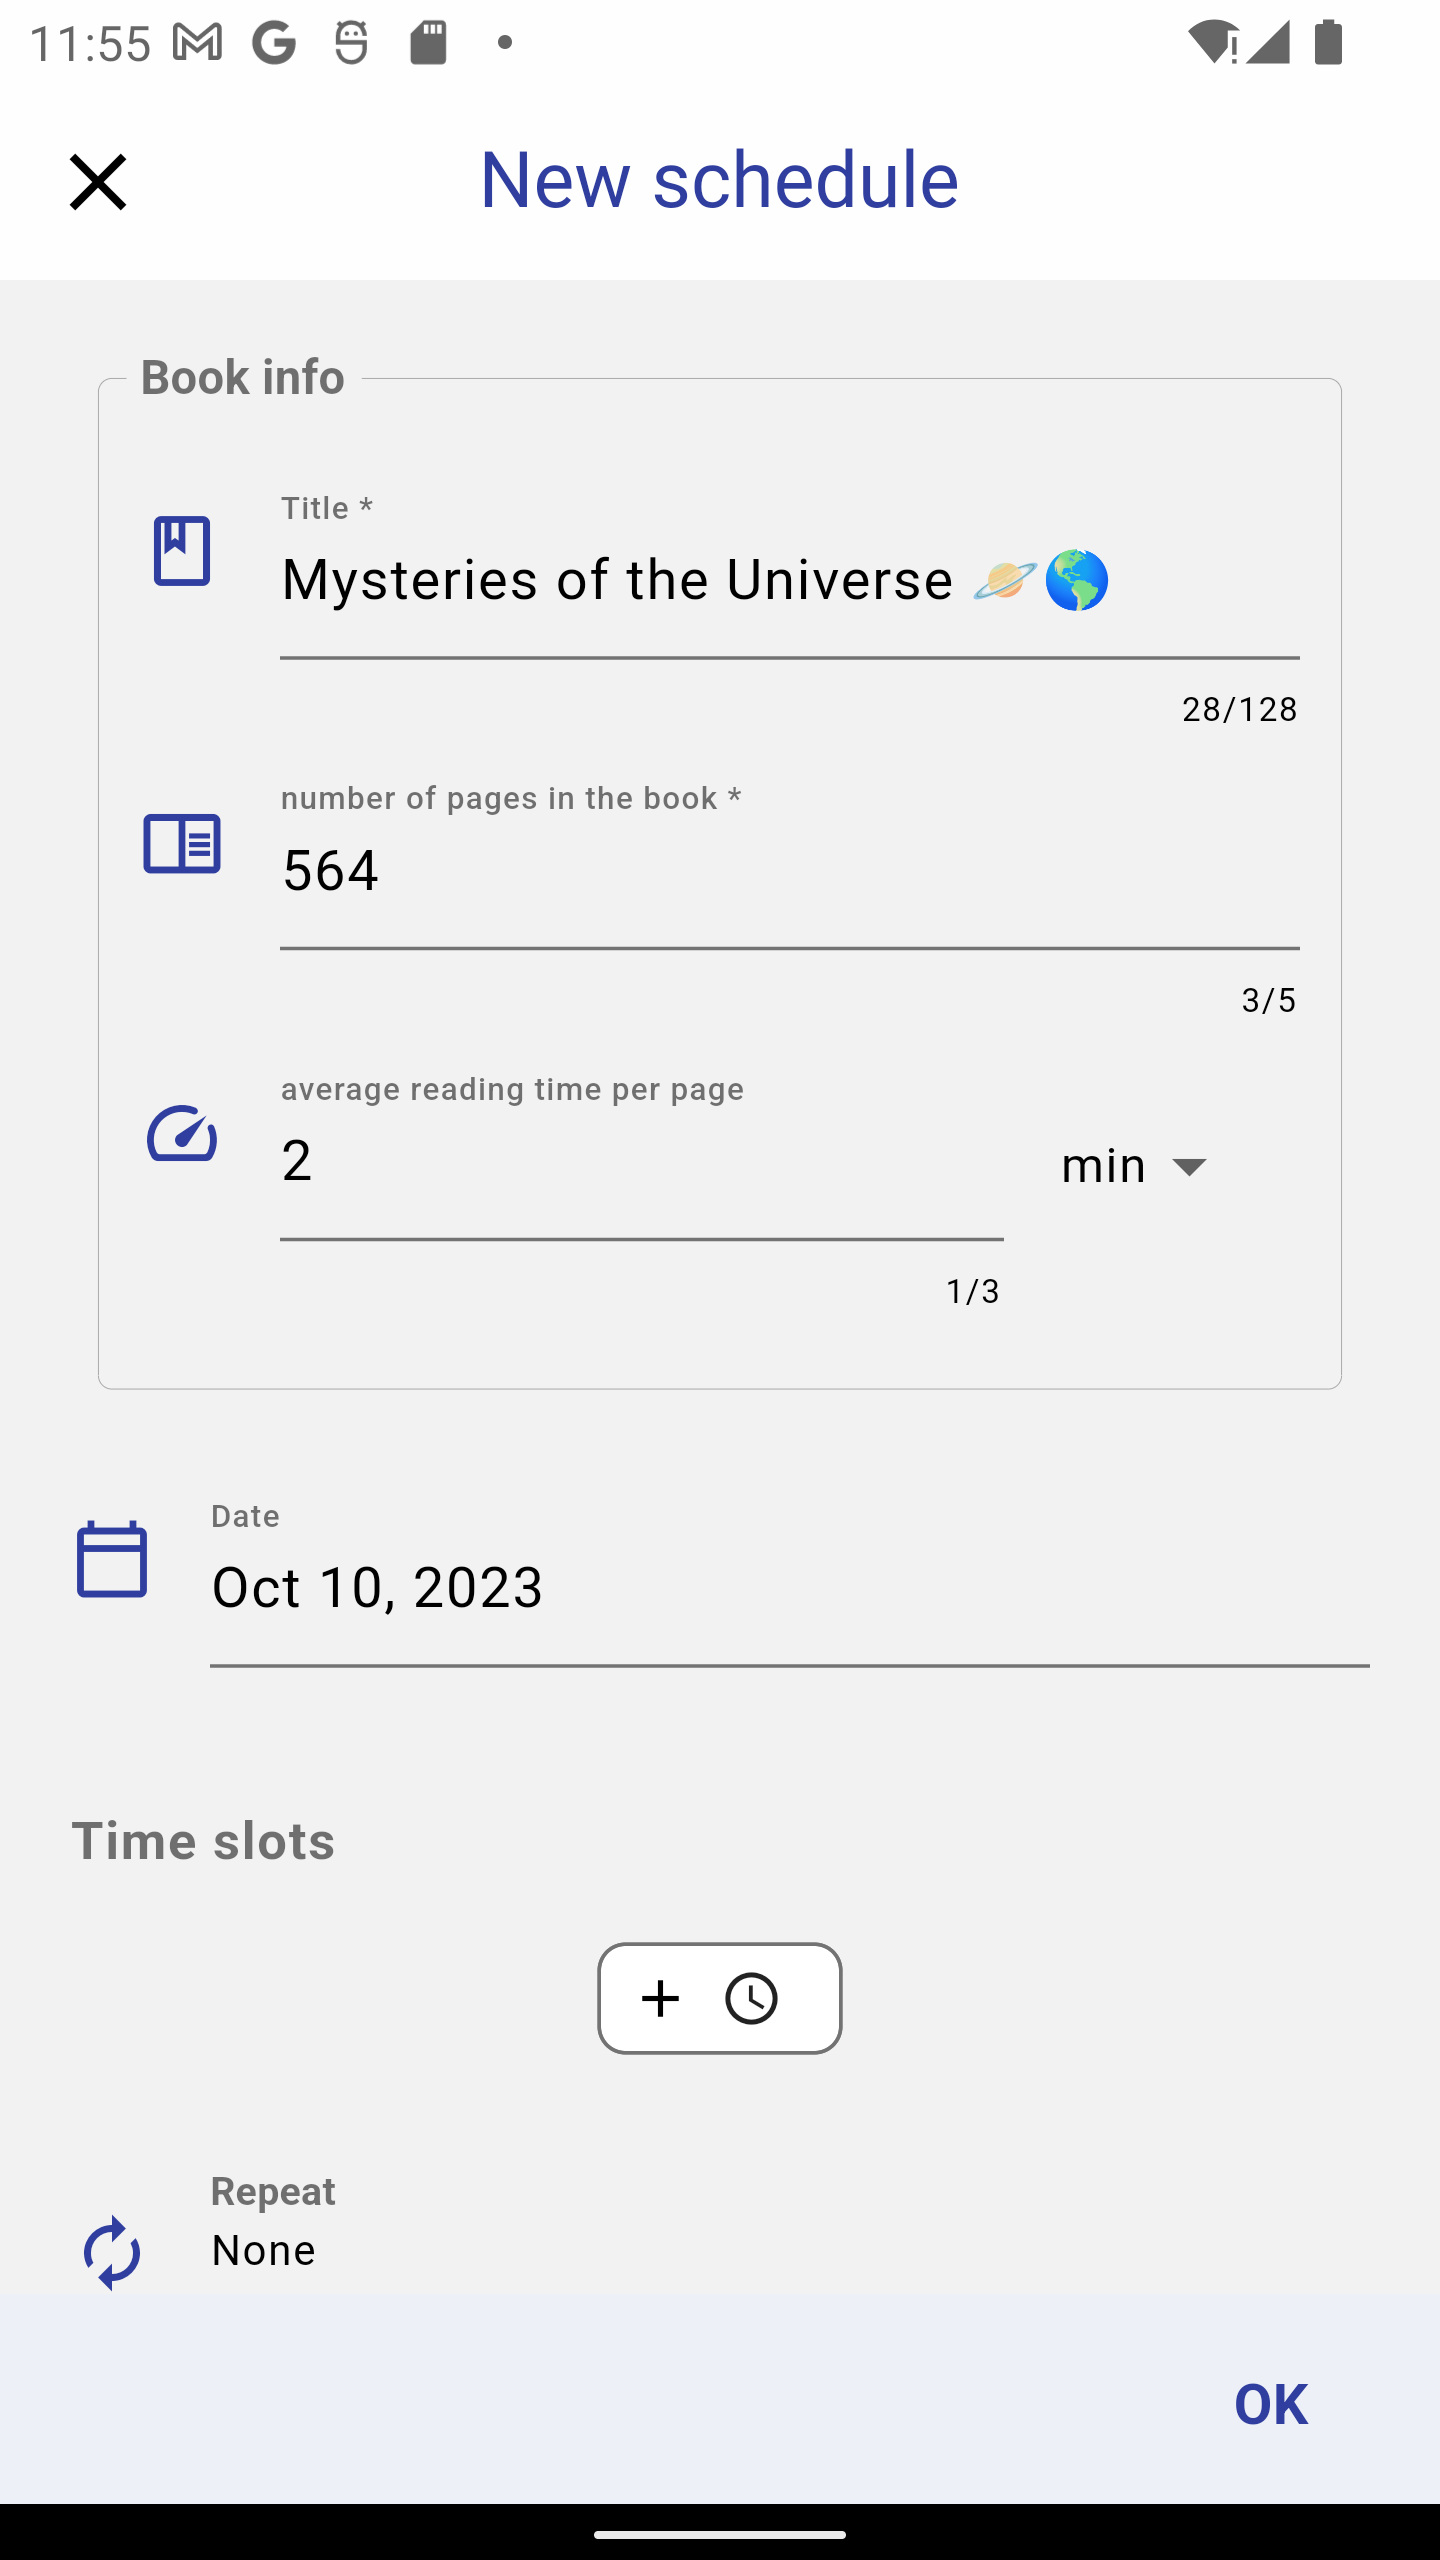 11:55
New schedule
Book info
Title *
Mysteries of the Universe 🪐🌎
28/128
number of pages in the book *
564
3/5
average reading time per page
2
min
1/3
Date
Oct 10, 2023
Time slots
Repeat
None
OK